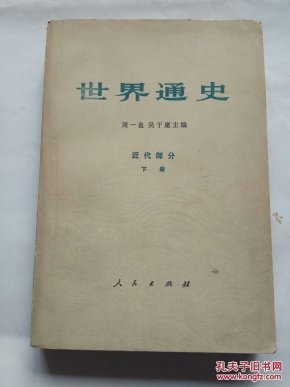 世界通史
周一良 吴于廑主编
近代部分
下册
人民出版社
孔夫子旧书网